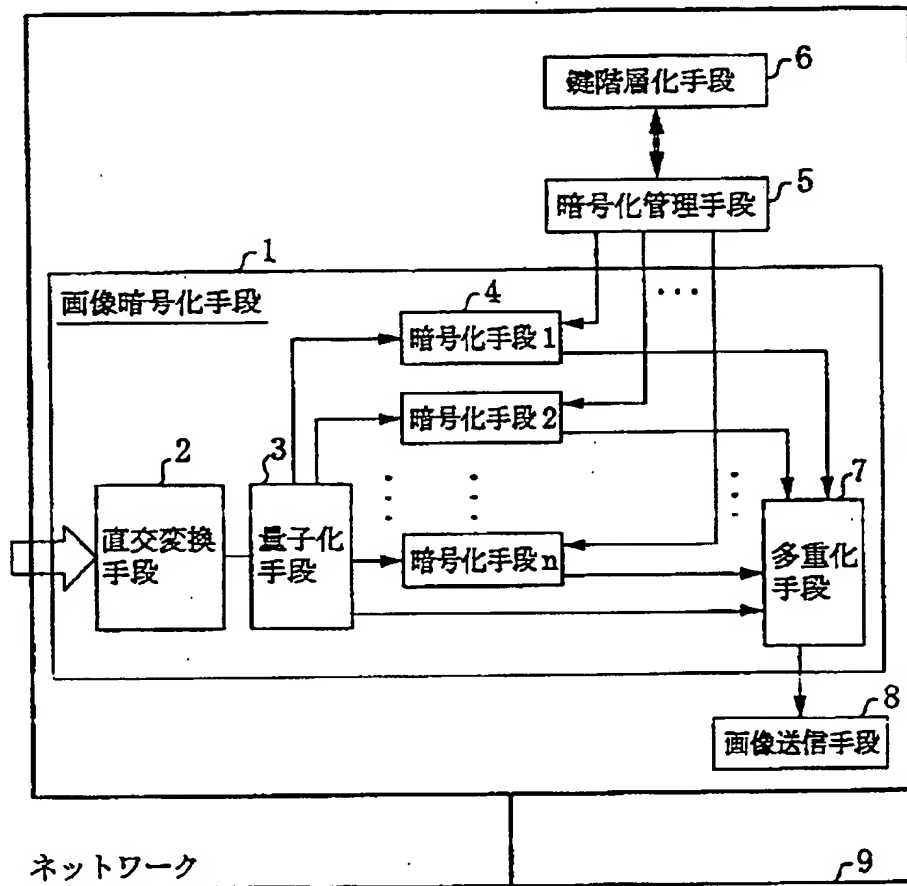 6
鍵階層化手段
5
暗号化管理手段
1
画像暗号化手段
4
暗号化手段1
暗号化手段2
2
3
7
直交変換
手段
量子化
手段
暗号化手段n
多重化
手段
8
画像送信手段
ネットワーク
9